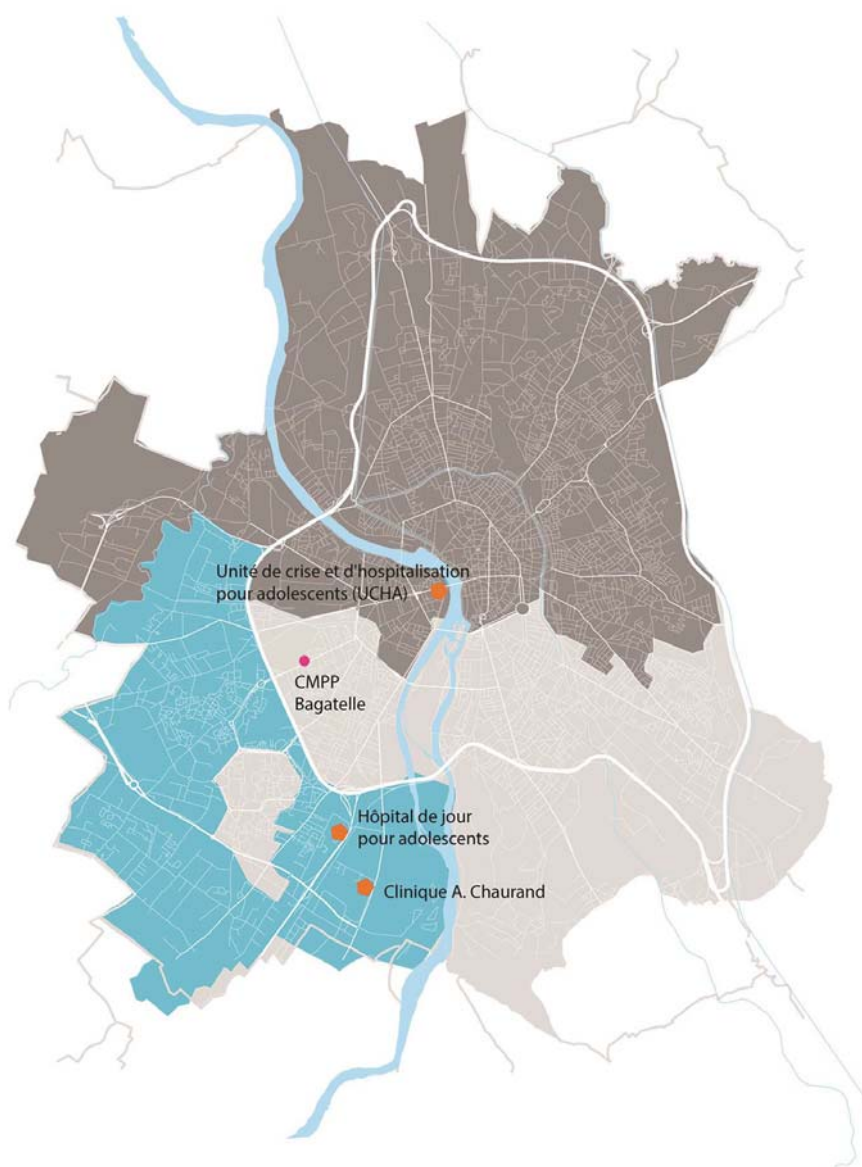 Unité de crise et d'hospitalisation
pour adolescents (UCHA)
CMPP
Bagatelle
Hôpital de jour
pour adolescents
Clinique A. Chaurand